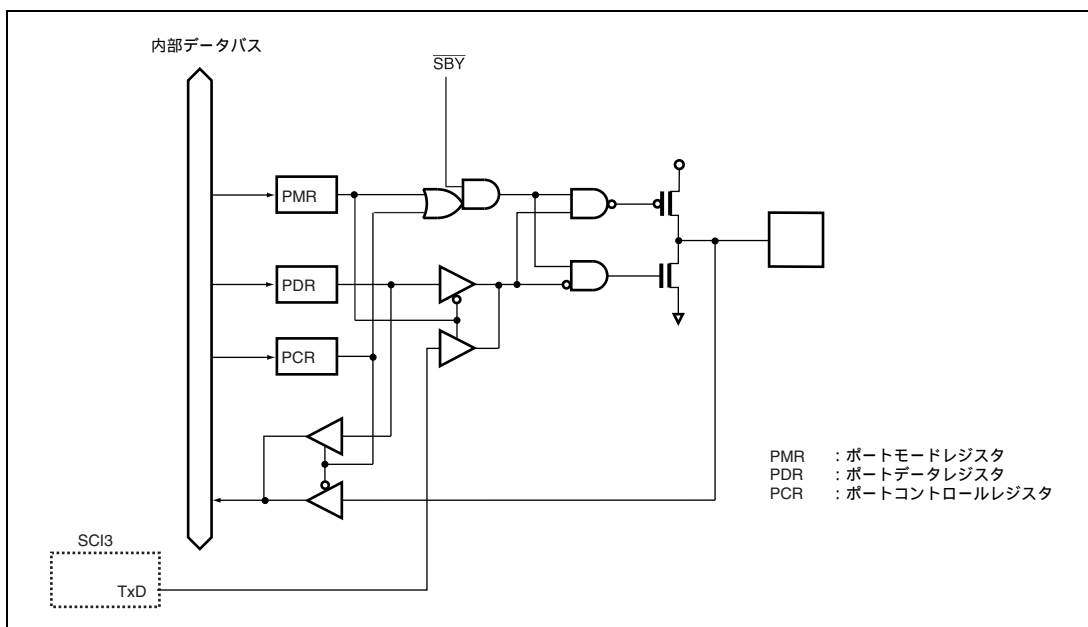 内部データバス
SBY
PMR
PDR
PCR
PMR :ポートモードレジスタ
PDR :ポートデータレジスタ
PCR :ポートコントロールレジスタ
SCI3
TxD